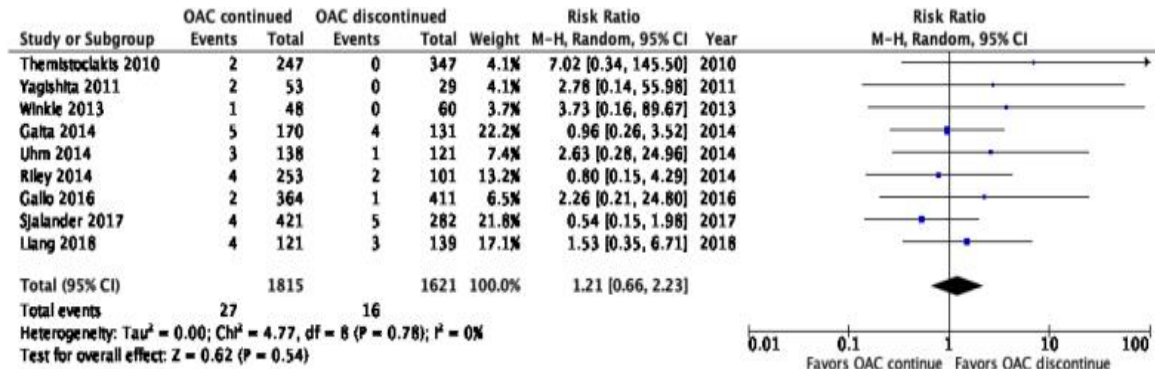 OAC continued OAC discontinued Risk Ratio Risk Ratio
Study or Subgroup Events Total Events Total Weight M-H, Random, 95% CI Year M-H, Random, 95% CI
Themistoclakis 2010 2 247 0 347 4.1% 7.02 [0.34, 145.50] 2010
Yagishita 2011 2 53 0 29 4.1% 2.78 [0.14, 55.98] 2011
Winkle 2013 1 48 0 60 3.7% 3.73 [0.16, 89.67] 2013
Gaita 2014 5 170 4 131 22.2% 0.96 [0.26, 3.52] 2014
Uhm 2014 3 138 1 121 7.4% 2.63 [0.28, 24.96] 2014
Riley 2014 4 253 2 101 13.2% 0.80 [0.15, 4.29] 2014
Gallo 2016 2 364 1 411 6.5% 2.26 [0.21, 24.80] 2016
Sjalander 2017 4 421 5 282 21.8% 0.54 [0.15, 1.98] 2017
Liang 2018 4 121 3 139 17.1% 1.53 [0.35, 6.71] 2018
Total (95% CI) 1815 1621 100.0% 1.21 [0.66, 2.23]
Total events 27 16
Heterogeneity: Tau² = 0.00; Chi² = 4.77, df = 8 (P = 0.78); I² = 0%
Test for overall effect: Z = 0.62 (P = 0.54)
0.01 0.1 1 10 100
Favors OAC continue Favors OAC discontinue